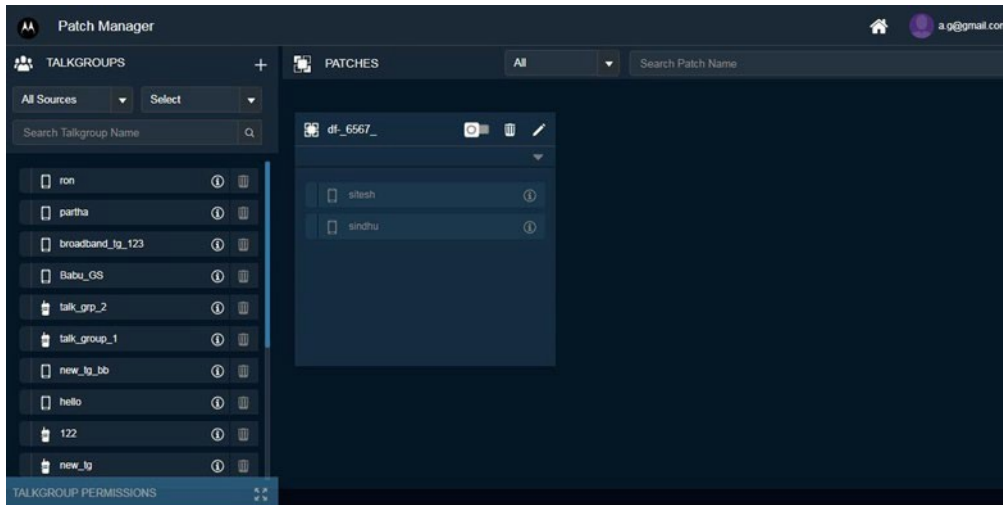 Patch Manager
a.g@gmail.com
TALKGROUPS
All Sources
Select
Search Talkgroup Name
ron
partha
broadband_tg_123
Babu_GS
talk_grp_2
talk_group_1
new_tg_bb
hello
122
new_tg
TALKGROUP PERMISSIONS
PATCHES
All
Search Patch Name
df-_6567_
sitesh
sindhu